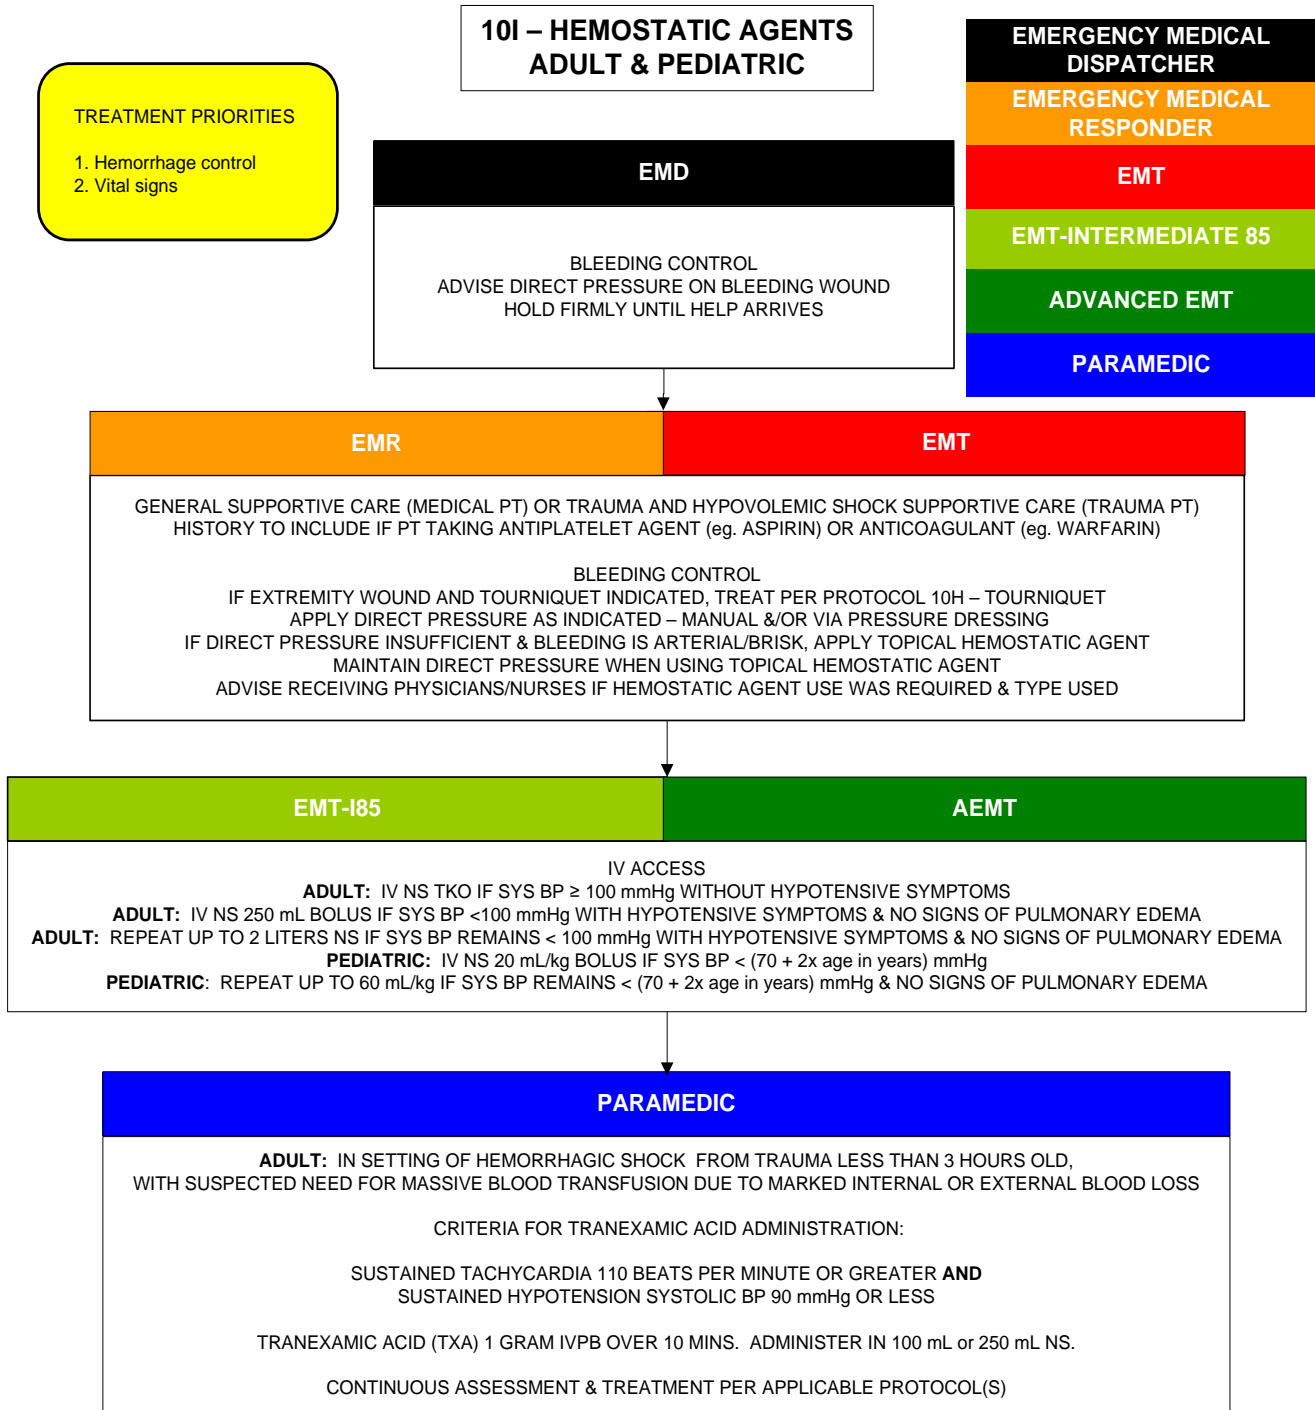 10I – HEMOSTATIC AGENTS
ADULT & PEDIATRIC
EMERGENCY MEDICAL
DISPATCHER
EMERGENCY MEDICAL
RESPONDER
EMT
EMT-INTERMEDIATE 85
ADVANCED EMT
PARAMEDIC
TREATMENT PRIORITIES
1. Hemorrhage control
2. Vital signs
EMD
BLEEDING CONTROL
ADVISE DIRECT PRESSURE ON BLEEDING WOUND
HOLD FIRMLY UNTIL HELP ARRIVES
EMR
EMT
GENERAL SUPPORTIVE CARE (MEDICAL PT) OR TRAUMA AND HYPOVOLEMIC SHOCK SUPPORTIVE CARE (TRAUMA PT)
HISTORY TO INCLUDE IF PT TAKING ANTIPLATELET AGENT (eg. ASPIRIN) OR ANTICOAGULANT (eg. WARFARIN)
BLEEDING CONTROL
IF EXTREMITY WOUND AND TOURNIQUET INDICATED, TREAT PER PROTOCOL 10H – TOURNIQUET
APPLY DIRECT PRESSURE AS INDICATED – MANUAL &/OR VIA PRESSURE DRESSING
IF DIRECT PRESSURE INSUFFICIENT & BLEEDING IS ARTERIAL/BRISK, APPLY TOPICAL HEMOSTATIC AGENT
MAINTAIN DIRECT PRESSURE WHEN USING TOPICAL HEMOSTATIC AGENT
ADVISE RECEIVING PHYSICIANS/NURSES IF HEMOSTATIC AGENT USE WAS REQUIRED & TYPE USED
EMT-I85
AEMT
IV ACCESS
ADULT: IV NS TKO IF SYS BP ≥ 100 mmHg WITHOUT HYPOTENSIVE SYMPTOMS
ADULT: IV NS 250 mL BOLUS IF SYS BP <100 mmHg WITH HYPOTENSIVE SYMPTOMS & NO SIGNS OF PULMONARY EDEMA
ADULT: REPEAT UP TO 2 LITERS NS IF SYS BP REMAINS < 100 mmHg WITH HYPOTENSIVE SYMPTOMS & NO SIGNS OF PULMONARY EDEMA
PEDIATRIC: IV NS 20 mL/kg BOLUS IF SYS BP < (70 + 2x age in years) mmHg
PEDIATRIC: REPEAT UP TO 60 mL/kg IF SYS BP REMAINS < (70 + 2x age in years) mmHg & NO SIGNS OF PULMONARY EDEMA
PARAMEDIC
ADULT: IN SETTING OF HEMORRHAGIC SHOCK FROM TRAUMA LESS THAN 3 HOURS OLD,
WITH SUSPECTED NEED FOR MASSIVE BLOOD TRANSFUSION DUE TO MARKED INTERNAL OR EXTERNAL BLOOD LOSS
CRITERIA FOR TRANEXAMIC ACID ADMINISTRATION:
SUSTAINED TACHYCARDIA 110 BEATS PER MINUTE OR GREATER AND
SUSTAINED HYPOTENSION SYSTOLIC BP 90 mmHg OR LESS
TRANEXAMIC ACID (TXA) 1 GRAM IVPB OVER 10 MINS. ADMINISTER IN 100 mL or 250 mL NS.
CONTINUOUS ASSESSMENT & TREATMENT PER APPLICABLE PROTOCOL(S)